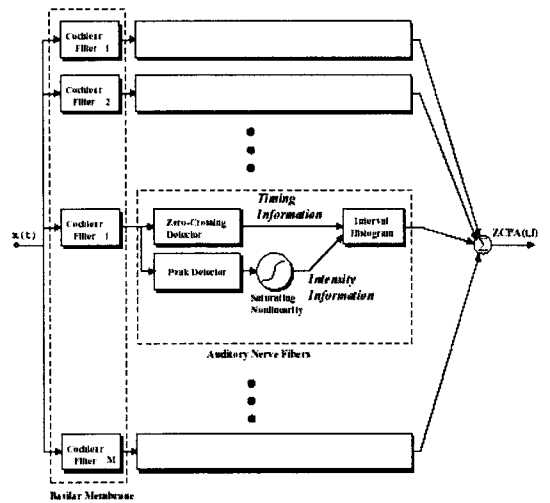 Cochlear
Filter 1
Cochlear
Filter 2
Timing
Information
x(t)
Cochlear
Filter i
Zero-Crossing
Detector
Interval
Histogram
ZCPA(t,f)
Peak Detector
Saturating
Nonlinearity
Intensity
Information
Auditory Nerve Fibers
Cochlear
Filter M
Basilar Membrane